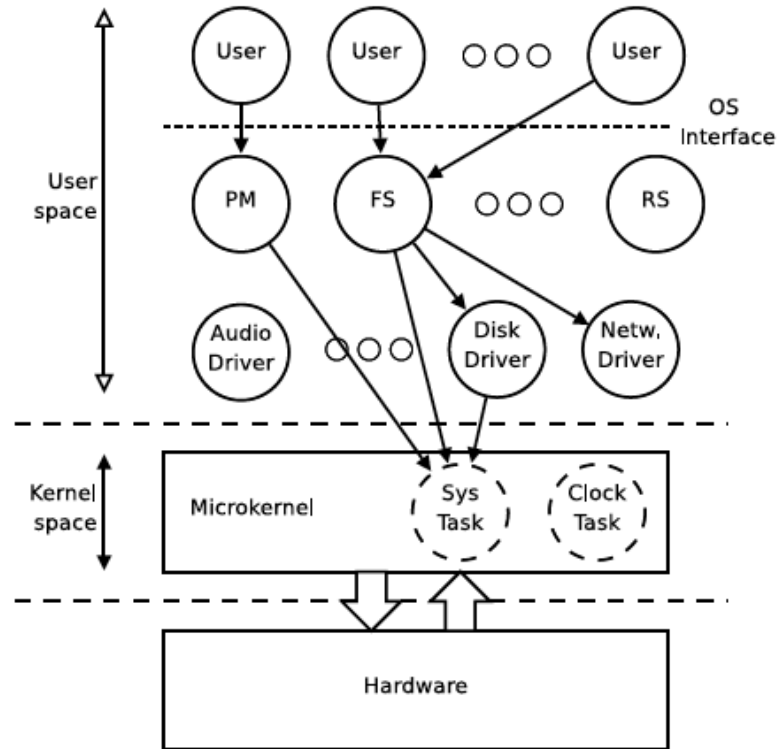 User
User
User
OS
Interface
User
space
PM
FS
RS
Audio
Driver
Disk
Driver
Netw.
Driver
Kernel
space
Microkernel
Sys
Task
Clock
Task
Hardware